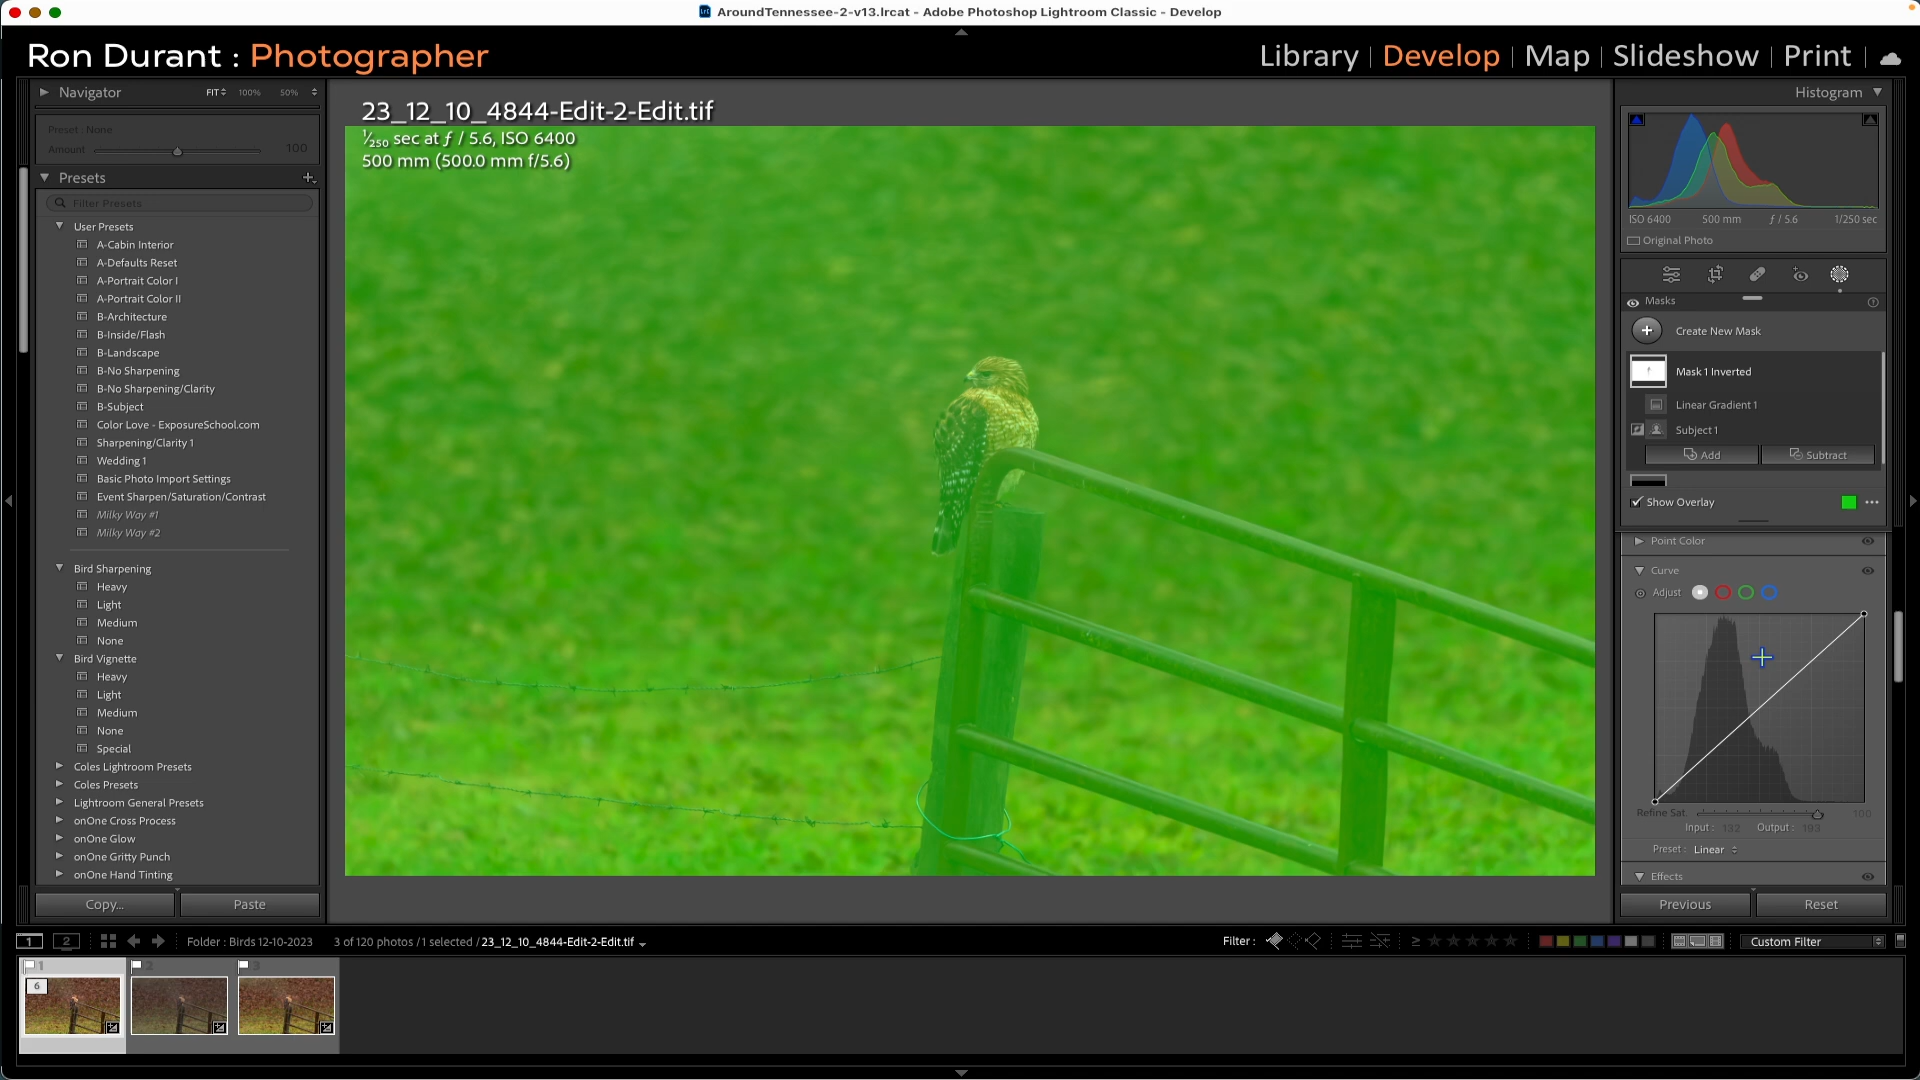 AroundTennessee-2-v13.lrcat - Adobe Photoshop Lightroom Classic - Develop
Ron Durant : Photographer
Library | Develop | Map | Slideshow | Print |
Navigator FIT 100% 50%
Preset : None
Amount 100
Presets
Filter Presets
User Presets
A-Cabin Interior
A-Defaults Reset
A-Portrait Color I
A-Portrait Color II
B-Architecture
B-Inside/Flash
B-Landscape
B-No Sharpening
B-No Sharpening/Clarity
B-Subject
Color Love - ExposureSchool.com
Sharpening/Clarity 1
Wedding 1
Basic Photo Import Settings
Event Sharpen/Saturation/Contrast
Milky Way #1
Milky Way #2
Bird Sharpening
Heavy
Light
Medium
None
Bird Vignette
Heavy
Light
Medium
None
Special
Coles Lightroom Presets
Coles Presets
Lightroom General Presets
onOne Cross Process
onOne Glow
onOne Gritty Punch
onOne Hand Tinting
Copy... Paste
23_12_10_4844-Edit-2-Edit.tif
1/250 sec at ƒ / 5.6, ISO 6400
500 mm (500.0 mm f/5.6)
Histogram
ISO 6400 500 mm ƒ / 5.6 1/250 sec
Original Photo
Masks
Create New Mask
Mask 1 Inverted
Linear Gradient 1
Subject 1
Add Subtract
Show Overlay
Point Color
Curve
Adjust
Refine Sat. 100
Input : 132 Output : 193
Preset : Linear
Effects
Previous Reset
1 2 Folder : Birds 12-10-2023 3 of 120 photos / 1 selected / 23_12_10_4844-Edit-2-Edit.tif Filter : ≥ Custom Filter
1 2 3
6